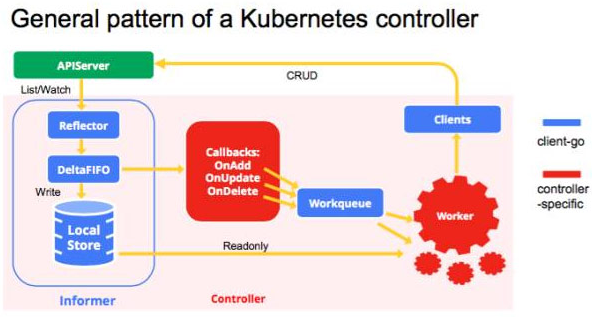 General pattern of a Kubernetes controller
APIServer
CRUD
List/Watch
Reflector
Clients
client-go
DeltaFIFO
Callbacks:
OnAdd
OnUpdate
OnDelete
controller
-specific
Write
Workqueue
Worker
Local
Store
Readonly
Informer
Controller